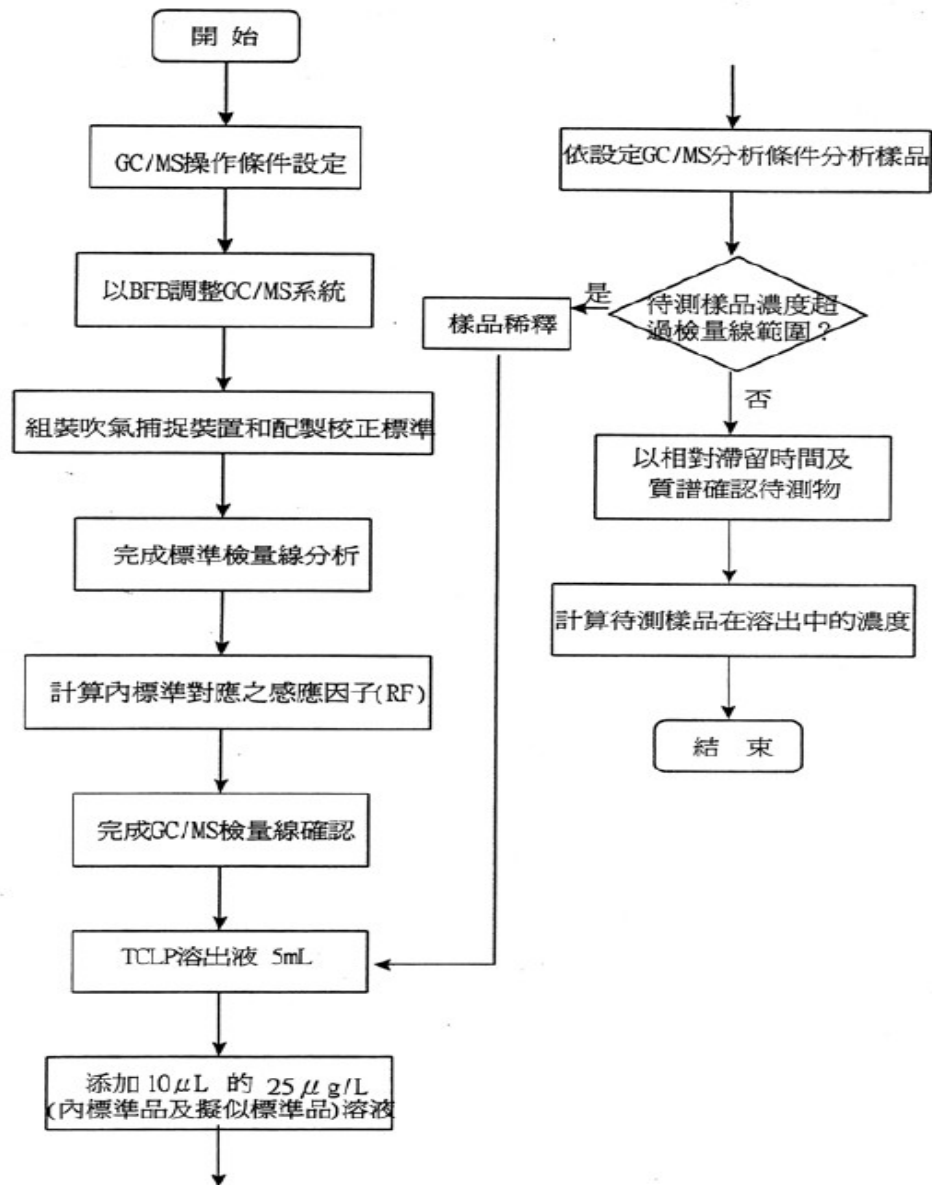 開 始
GC/MS操作條件設定
以BFB調整GC/MS系統
組裝吹氣捕捉裝置和配製校正標準
完成標準檢量線分析
計算內標準對應之感應因子(RF)
完成GC/MS檢量線確認
TCLP溶出液 5mL
添加10μL 的 25μg/L
(內標準品及擬似標準品)溶液
依設定GC/MS分析條件分析樣品
待測樣品濃度超
過檢量線範圍?
是
樣品稀釋
否
以相對滯留時間及
質譜確認待測物
計算待測樣品在溶出中的濃度
結 束